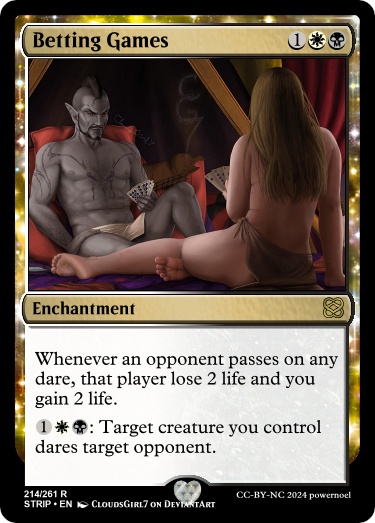 Betting Games 1
Enchantment
Whenever an opponent passes on any
dare, that player lose 2 life and you
gain 2 life.
1 : Target creature you control
dares target opponent.
214/261 R
STRIP • EN CloudsGirl7 on DeviantArt
CC-BY-NC 2024 powernoel